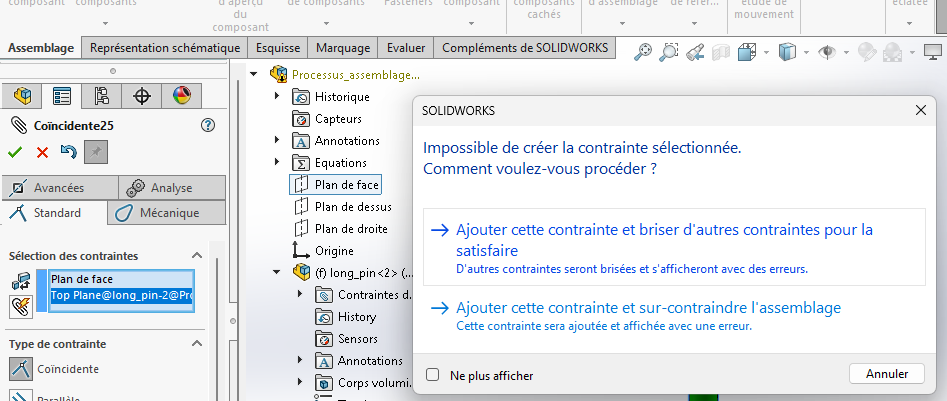 composant
composants
d'aperçu
du
composant
de composants
Fasteners
composant
composants
cachés
d'assemblage
de référ...
étude de
mouvement
éclatée
Assemblage
Représentation schématique
Esquisse
Marquage
Evaluer
Compléments de SOLIDWORKS
Coïncidente25
Avancées
Analyse
Standard
Mécanique
Sélection des contraintes
Plan de face
Top Plane@long_pin-2@Pro
Type de contrainte
Coïncidente
Parallèle
Processus_assemblage...
Historique
Capteurs
Annotations
Equations
Plan de face
Plan de dessus
Plan de droite
Origine
(f) long_pin<2> (...
Contraintes d...
History
Sensors
Annotations
Corps volumi...
SOLIDWORKS
Impossible de créer la contrainte sélectionnée.
Comment voulez-vous procéder ?
Ajouter cette contrainte et briser d'autres contraintes pour la
satisfaire
D'autres contraintes seront brisées et s'afficheront avec des erreurs.
Ajouter cette contrainte et sur-contraindre l'assemblage
Cette contrainte sera ajoutée et affichée avec une erreur.
Ne plus afficher
Annuler